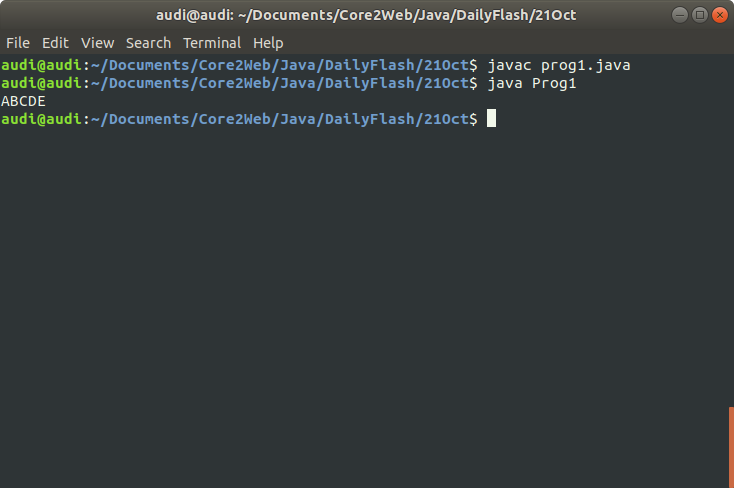 audi@audi: ~/Documents/Core2Web/Java/DailyFlash/21Oct
File Edit View Search Terminal Help
audi@audi:~/Documents/Core2Web/Java/DailyFlash/21Oct$ javac prog1.java
audi@audi:~/Documents/Core2Web/Java/DailyFlash/21Oct$ java Prog1
ABCDE
audi@audi:~/Documents/Core2Web/Java/DailyFlash/21Oct$